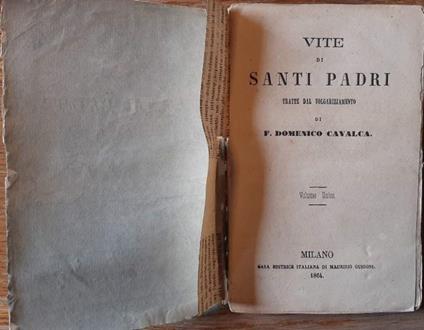 VITE
DI
SANTI PADRI
TRATTE DAL VOLGARIZZAMENTO
DI
F. DOMENICO CAVALCA.
Volume Unico
MILANO
CASA EDITRICE ITALIANA DI MAURIZIO GUIGONI.
1864.